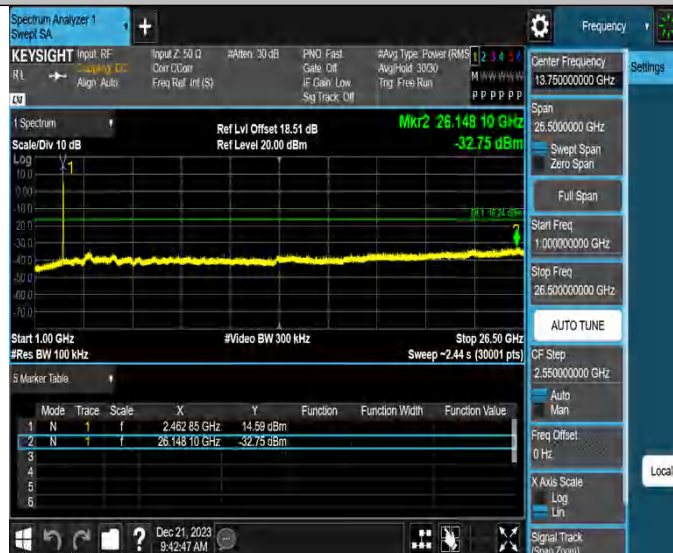 Spectrum Analyzer 1
Swept SA
+
Frequency
KEYSIGHT
Input: RF
Input Z: 50 Ω
#Atten: 30 dB
PNO: Fast
#Avg Type: Power (RMS
1 2 3 4 5 6
RL
Coupling: DC
Corr CCorr
Gate: Off
Avg|Hold: 30/30
M W W W W W
Align: Auto
Freq Ref: Int (S)
IF Gain: Low
Trig: Free Run
Sig Track: Off
P P P P P P
LXI
1 Spectrum
Ref Lvl Offset 18.51 dB
Mkr2 26.148 10 GHz
Scale/Div 10 dB
Ref Level 20.00 dBm
-32.75 dBm
Log
1
10.0
0.00
-10.0
-20.0
-30.0
-40.0
-50.0
-60.0
-70.0
Start 1.00 GHz
#Video BW 300 kHz
Stop 26.50 GHz
#Res BW 100 kHz
Sweep ~2.44 s (30001 pts)
5 Marker Table
Mode Trace Scale X Y Function Function Width Function Value
1 N 1 f 2.462 85 GHz 14.59 dBm
2 N 1 f 26.148 10 GHz -32.75 dBm
3
4
5
6
?
Dec 21, 2023
9:42:47 AM
Center Frequency
13.750000000 GHz
Settings
Span
25.5000000 GHz
Swept Span
Zero Span
Full Span
Start Freq
1.000000000 GHz
Stop Freq
26.500000000 GHz
AUTO TUNE
CF Step
2.550000000 GHz
Auto
Man
Freq Offset
0 Hz
X Axis Scale
Log
Lin
Signal Track
(Span Zoom)
Local